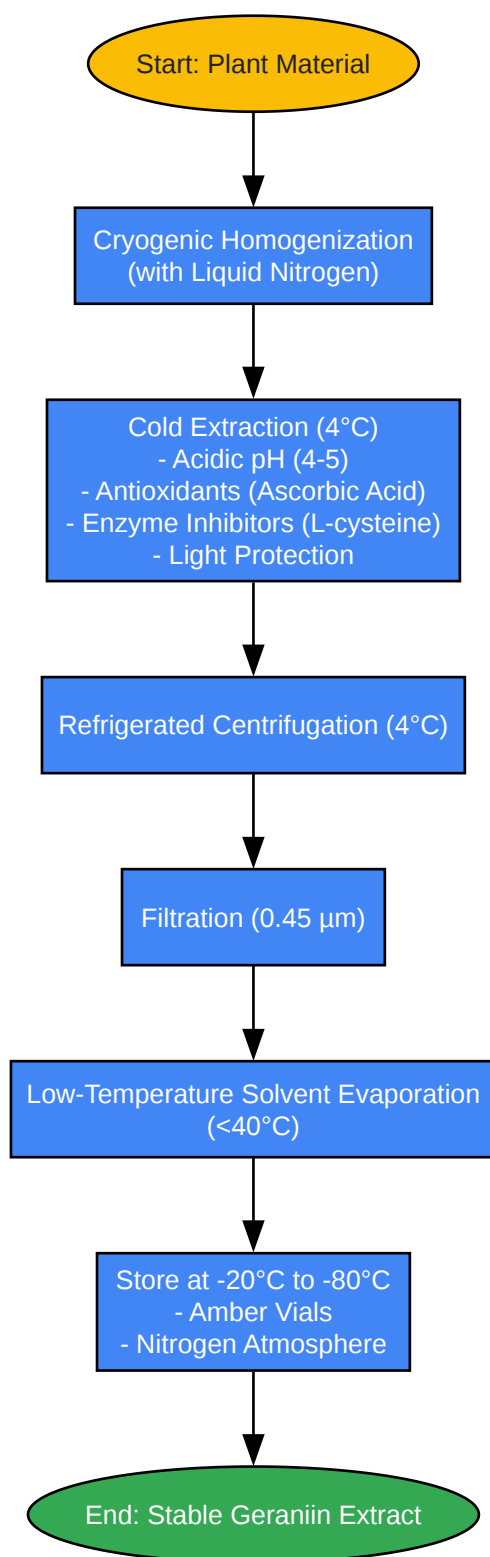 Start: Plant Material
Cryogenic Homogenization
(with Liquid Nitrogen)
Cold Extraction (4°C)
- Acidic pH (4-5)
- Antioxidants (Ascorbic Acid)
- Enzyme Inhibitors (L-cysteine)
- Light Protection
Refrigerated Centrifugation (4°C)
Filtration (0.45 µm)
Low-Temperature Solvent Evaporation
(<40°C)
Store at -20°C to -80°C
- Amber Vials
- Nitrogen Atmosphere
End: Stable Geraniin Extract